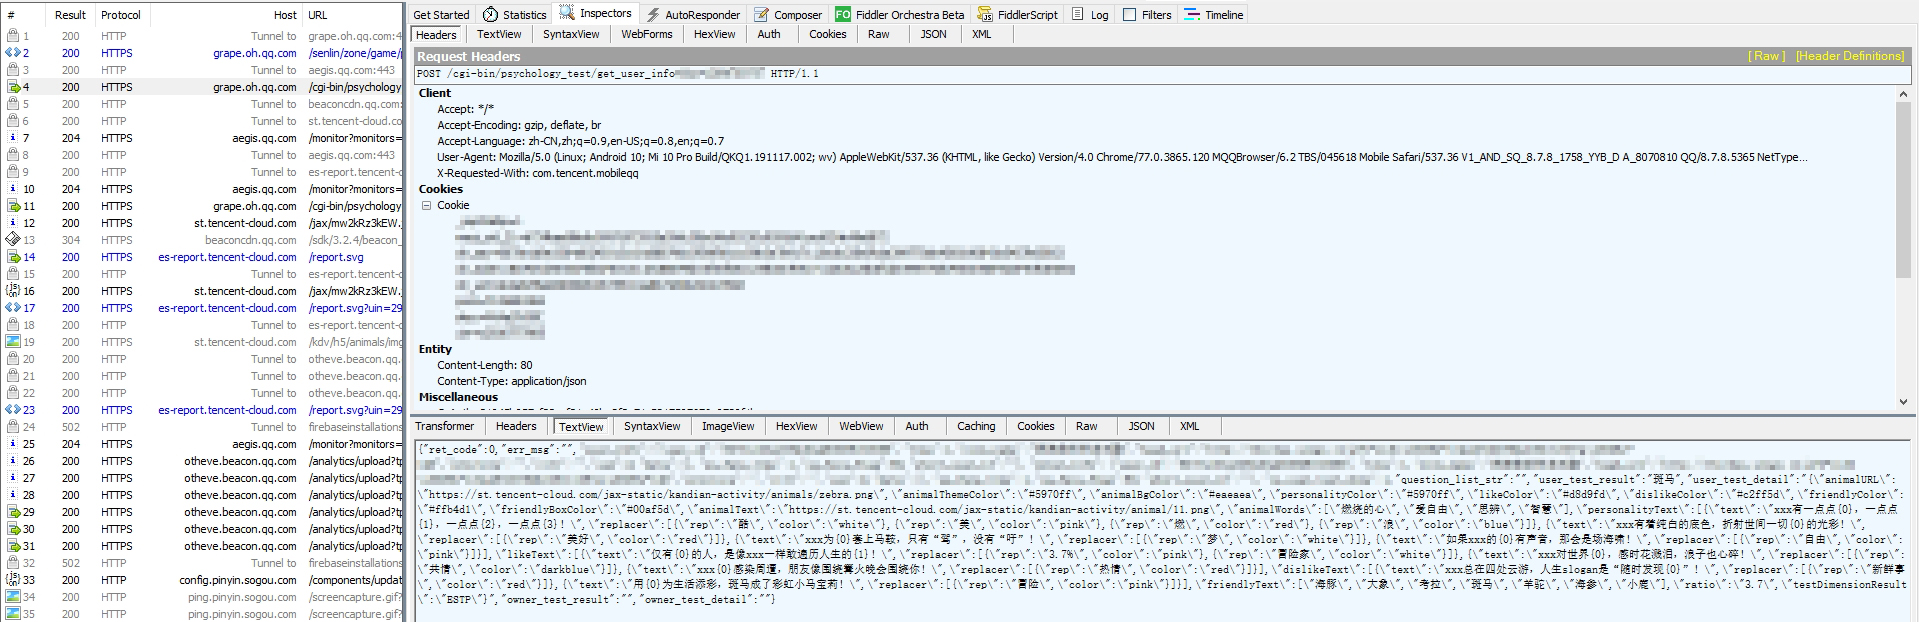 # Result Protocol Host URL
1 200 HTTP Tunnel to grape.oh.qq.com:4
2 200 HTTPS grape.oh.qq.com /senlin/zone/game/
3 200 HTTP Tunnel to aegis.qq.com:443
4 200 HTTPS grape.oh.qq.com /cgi-bin/psychology
5 200 HTTP Tunnel to beaconcdn.qq.com:
6 200 HTTP Tunnel to st.tencent-cloud.co
7 204 HTTPS aegis.qq.com /monitor?monitors=
8 200 HTTP Tunnel to aegis.qq.com:443
9 200 HTTP Tunnel to es-report.tencent-c
10 204 HTTPS aegis.qq.com /monitor?monitors=
11 200 HTTPS grape.oh.qq.com /cgi-bin/psychology
12 200 HTTPS st.tencent-cloud.com /jax/mw2kRz3kEW.
13 304 HTTPS beaconcdn.qq.com /sdk/3.2.4/beacon_
14 200 HTTPS es-report.tencent-cloud.com /report.svg
15 200 HTTP Tunnel to es-report.tencent-c
16 200 HTTPS st.tencent-cloud.com /jax/mw2kRz3kEW.
17 200 HTTPS es-report.tencent-cloud.com /report.svg?uin=29
18 200 HTTP Tunnel to es-report.tencent-c
19 200 HTTPS st.tencent-cloud.com /kdv/h5/animals/img
20 200 HTTP Tunnel to otheve.beacon.qq.
21 200 HTTP Tunnel to otheve.beacon.qq.
22 200 HTTP Tunnel to otheve.beacon.qq.
23 200 HTTPS es-report.tencent-cloud.com /report.svg?uin=29
24 502 HTTP Tunnel to firebaseinstallations
25 204 HTTPS aegis.qq.com /monitor?monitors=
26 200 HTTPS otheve.beacon.qq.com /analytics/upload?tp
27 200 HTTPS otheve.beacon.qq.com /analytics/upload?tp
28 200 HTTPS otheve.beacon.qq.com /analytics/upload?tp
29 200 HTTPS otheve.beacon.qq.com /analytics/upload?tp
30 200 HTTPS otheve.beacon.qq.com /analytics/upload?tp
31 200 HTTPS otheve.beacon.qq.com /analytics/upload?tp
32 502 HTTP Tunnel to firebaseinstallations
33 200 HTTP config.pinyin.sogou.com /components/updat
34 200 HTTP ping.pinyin.sogou.com /screencapture.gif?
35 200 HTTP ping.pinyin.sogou.com /screencapture.gif?
Get Started Statistics Inspectors AutoResponder Composer FO Fiddler Orchestra Beta FiddlerScript Log Filters Timeline
Headers TextView SyntaxView WebForms HexView Auth Cookies Raw JSON XML
Request Headers [ Raw ] [Header Definitions]
POST /cgi-bin/psychology_test/get_user_info HTTP/1.1
Client
Accept: */*
Accept-Encoding: gzip, deflate, br
Accept-Language: zh-CN,zh;q=0.9,en-US;q=0.8,en;q=0.7
User-Agent: Mozilla/5.0 (Linux; Android 10; Mi 10 Pro Build/QKQ1.191117.002; wv) AppleWebKit/537.36 (KHTML, like Gecko) Version/4.0 Chrome/77.0.3865.120 MQQBrowser/6.2 TBS/045618 Mobile Safari/537.36 V1_AND_SQ_8.7.8_1758_YYB_D A_8070810 QQ/8.7.8.5365 NetType...
X-Requested-With: com.tencent.mobileqq
Cookies
Cookie
Entity
Content-Length: 80
Content-Type: application/json
Miscellaneous
Transformer Headers TextView SyntaxView ImageView HexView WebView Auth Caching Cookies Raw JSON XML
{"ret_code":0,"err_msg":"",
"question_list_str":"","user_test_result":"斑马","user_test_detail":"{\"animalURL\":
\"https://st.tencent-cloud.com/jax-static/kandian-activity/animals/zebra.png\",\"animalThemeColor\":\"#5970ff\",\"animalBgColor\":\"#eaeaea\",\"personalityColor\":\"#5970ff\",\"likeColor\":\"#d8d9fd\",\"dislikeColor\":\"#c2ff5d\",\"friendlyColor\":
\"#ffb4d1\",\"friendlyBoxColor\":\"#00af5d\",\"animalText\":\"https://st.tencent-cloud.com/jax-static/kandian-activity/animal/11.png\",\"animalWords\":[\"燃烧的心\",\"爱自由\",\"思辨\",\"智慧\"],\"personalityText\":[{\"text\":\"xxx有一点点{0}，一点点
{1}，一点点{2}，一点点{3}！\",\"replacer\":[{\"rep\":\"酷\",\"color\":\"white\"},{\"rep\":\"美\",\"color\":\"pink\"},{\"rep\":\"燃\",\"color\":\"red\"},{\"rep\":\"浪\",\"color\":\"blue\"}]},{\"text\":\"xxx有着纯白的底色，折射世间一切{0}的光彩！\",
\"replacer\":[{\"rep\":\"美好\",\"color\":\"red\"}]},{\"text\":\"xxx为{0}套上马鞍，只有“驾”，没有“吁”！\",\"replacer\":[{\"rep\":\"梦\",\"color\":\"white\"}]},{\"text\":\"如果xxx的{0}有声音，那会是场海啸！\",\"replacer\":[{\"rep\":\"自由\",\"color\":
\"pink\"}]}],\"likeText\":[{\"text\":\"仅有{0}的人，是像xxx一样敢遍历人生的{1}！\",\"replacer\":[{\"rep\":\"3.7%\",\"color\":\"pink\"},{\"rep\":\"冒险家\",\"color\":\"white\"}]},{\"text\":\"xxx对世界{0}，感时花溅泪，浪子也心碎！\",\"replacer\":[{\"rep\":
\"共情\",\"color\":\"darkblue\"}]},{\"text\":\"xxx{0}感染周遭，朋友像围绕篝火晚会围绕你！\",\"replacer\":[{\"rep\":\"热情\",\"color\":\"red\"}]}],\"dislikeText\":[{\"text\":\"xxx总在四处云游，人生slogan是“随时发现{0}”！\",\"replacer\":[{\"rep\":\"新鲜事
\",\"color\":\"red\"}]},{\"text\":\"用{0}为生活添彩，斑马成了彩虹小马宝莉！\",\"replacer\":[{\"rep\":\"冒险\",\"color\":\"pink\"}]}],\"friendlyText\":[\"海豚\",\"大象\",\"考拉\",\"斑马\",\"羊驼\",\"海参\",\"小鹿\"],\"ratio\":\"3.7\",\"testDimensionResult
\":\"ESTP\"}","owner_test_result":"","owner_test_detail":""}